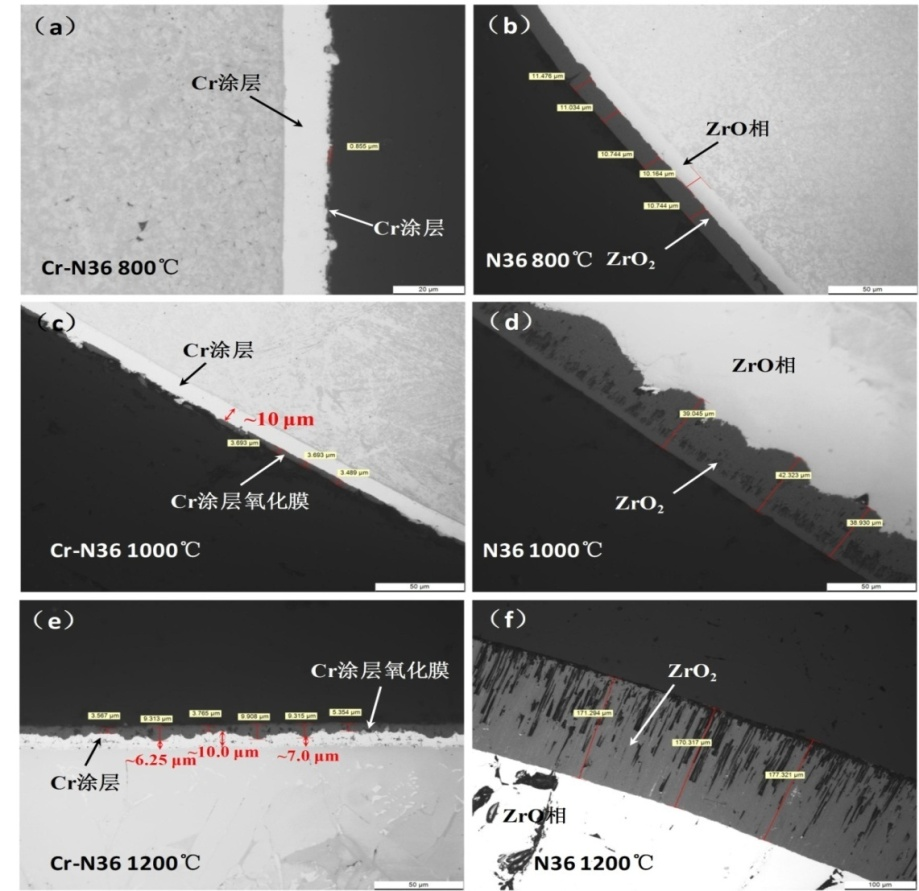 （a）
Cr涂层
0.855 μm
Cr涂层
Cr-N36 800℃
20 μm
（b）
11.476 μm
11.034 μm
ZrO相
10.744 μm
10.164 μm
10.744 μm
N36 800℃
ZrO₂
50 μm
（c）
Cr涂层
~10 μm
3.693 μm
3.693 μm
3.489 μm
Cr涂层氧化膜
Cr-N36 1000℃
50 μm
（d）
ZrO相
39.045 μm
42.323 μm
ZrO₂
38.930 μm
N36 1000℃
50 μm
（e）
Cr涂层氧化膜
3.567 μm
9.313 μm
3.765 μm
9.908 μm
9.315 μm
5.354 μm
~6.25 μm
~10.0 μm
~7.0 μm
Cr涂层
Cr-N36 1200℃
50 μm
（f）
ZrO₂
171.294 μm
170.317 μm
177.321 μm
ZrO相
N36 1200℃
100 μm